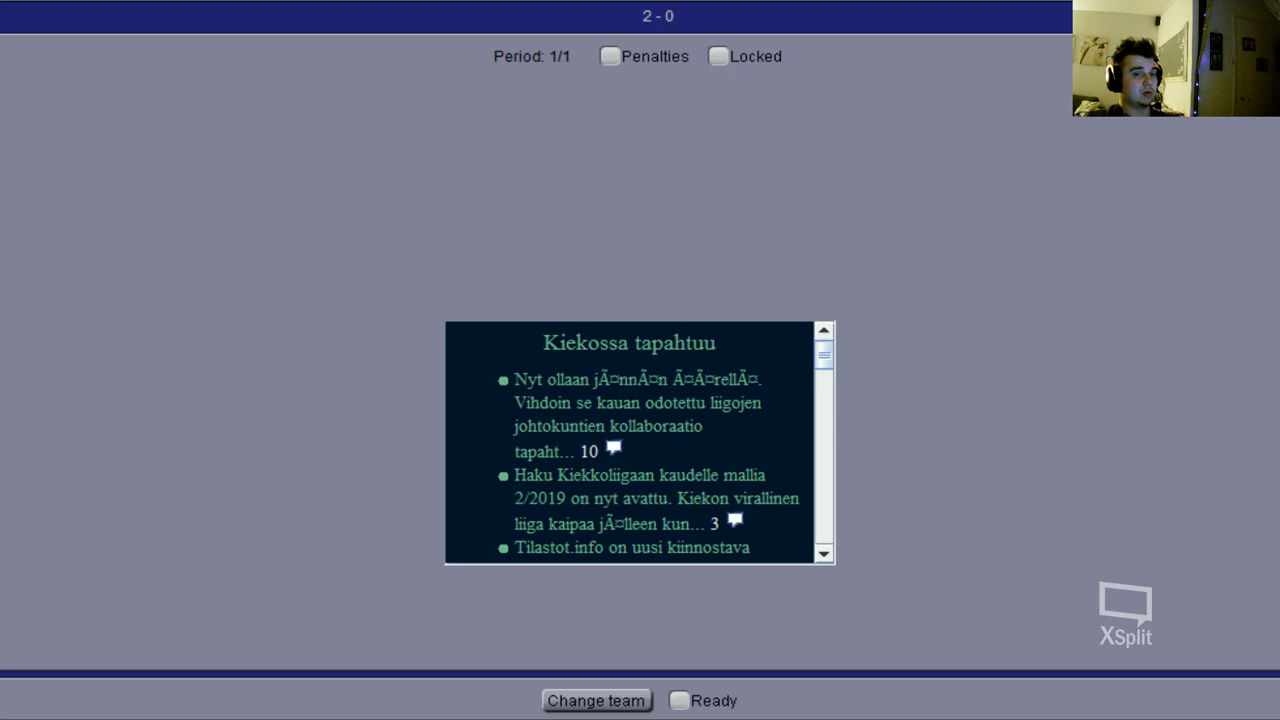 2 - 0
Period: 1/1 Penalties Locked
Kiekossa tapahtuu
Nyt ollaan jÃ¤nnÃ¤n Ã¤Ã¤rellÃ¤.
Vihdoin se kauan odotettu liigojen
johtokuntien kollaboraatio
tapaht... 10
Haku Kiekkoliigaan kaudelle mallia
2/2019 on nyt avattu. Kiekon virallinen
liiga kaipaa jÃ¤lleen kun... 3
Tilastot.info on uusi kiinnostava
XSplit
Change team Ready